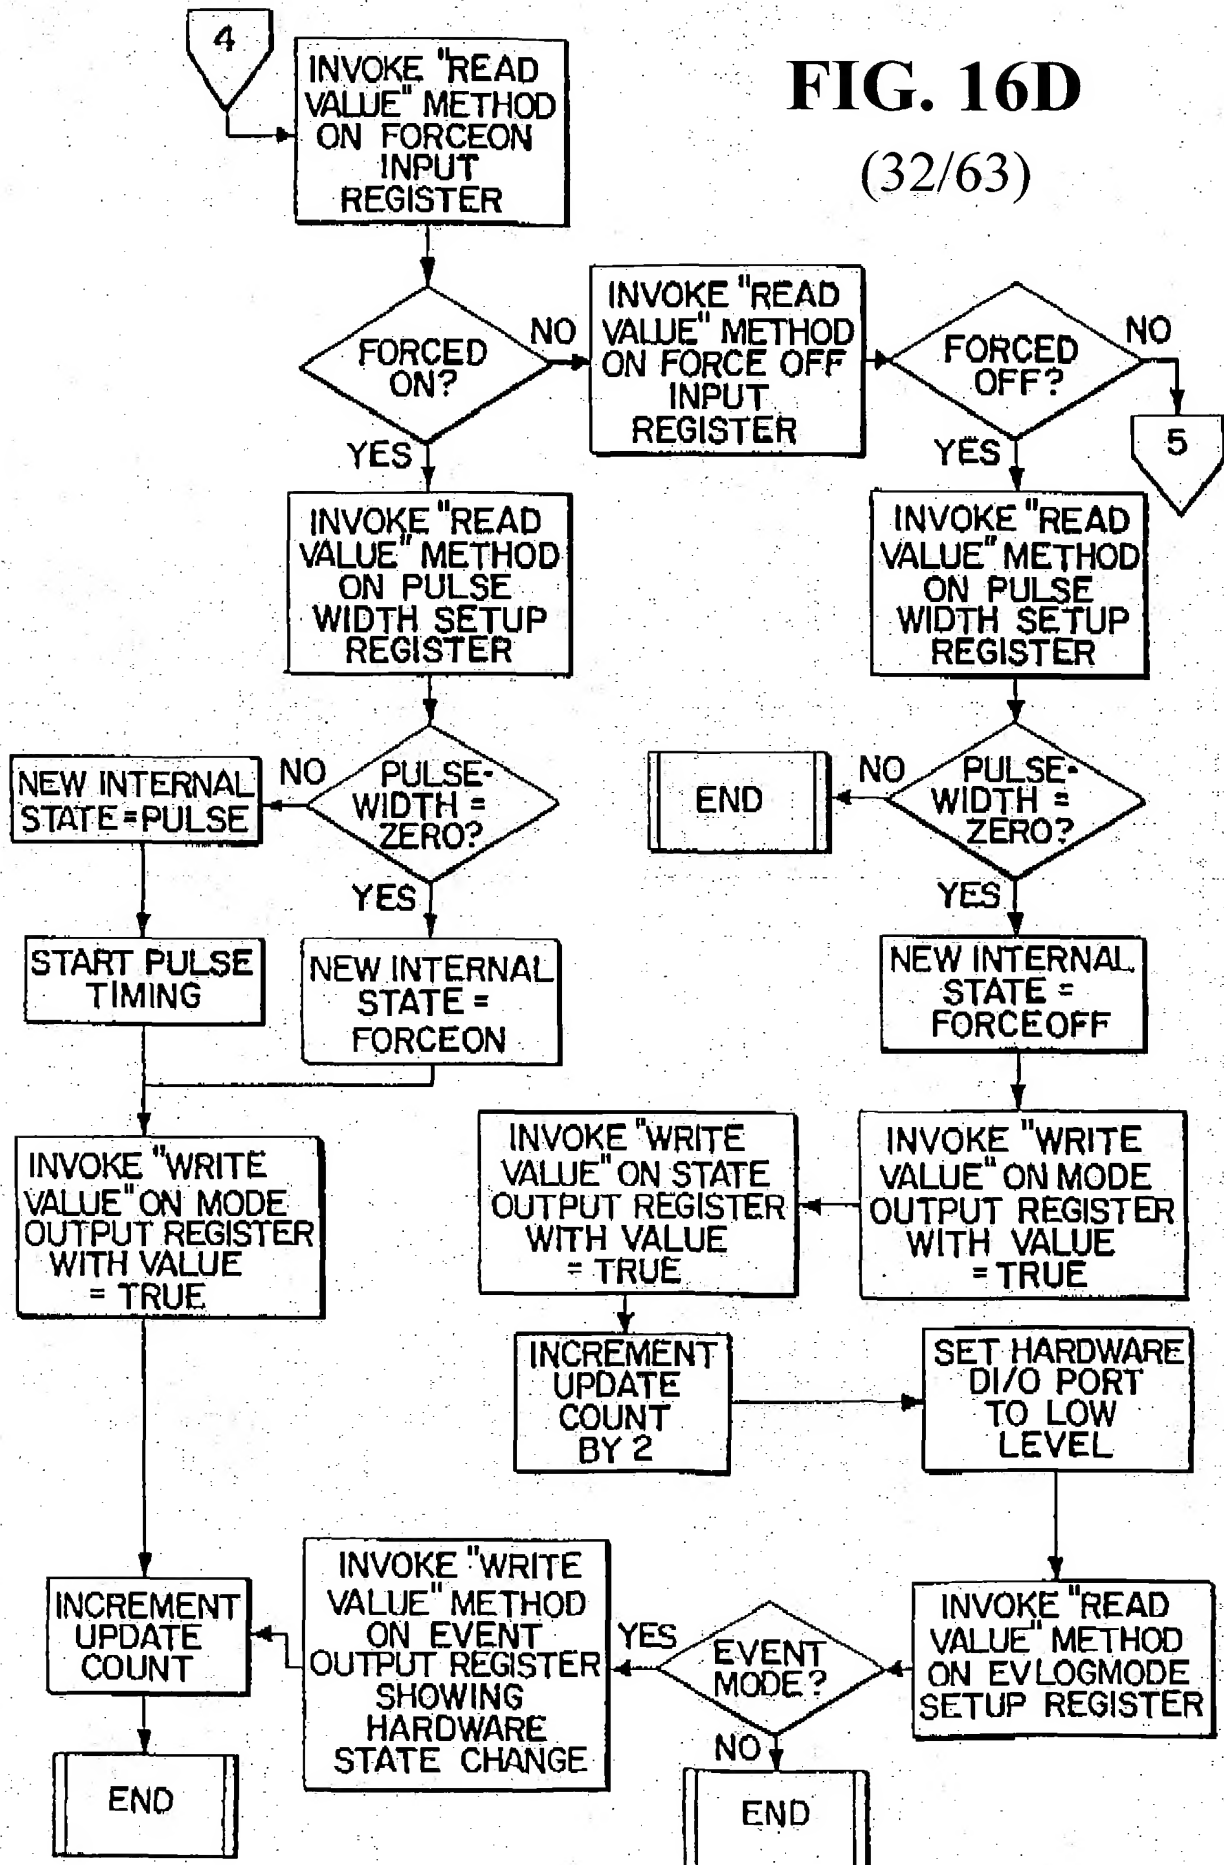 4
INVOKE "READ
VALUE" METHOD
ON FORCEON
INPUT
REGISTER
FIG. 16D
(32/63)
FORCED
ON?
NO
INVOKE "READ
VALUE" METHOD
ON FORCE OFF
INPUT
REGISTER
FORCED
OFF?
NO
5
YES
YES
INVOKE "READ
VALUE" METHOD
ON PULSE
WIDTH SETUP
REGISTER
INVOKE "READ
VALUE" METHOD
ON PULSE
WIDTH SETUP
REGISTER
NEW INTERNAL
STATE=PULSE
NO
PULSE-
WIDTH =
ZERO?
END
NO
PULSE-
WIDTH =
ZERO?
YES
YES
START PULSE
TIMING
NEW INTERNAL
STATE =
FORCEON
NEW INTERNAL
STATE =
FORCEOFF
INVOKE "WRITE
VALUE" ON MODE
OUTPUT REGISTER
WITH VALUE
= TRUE
INVOKE "WRITE
VALUE" ON STATE
OUTPUT REGISTER
WITH VALUE
= TRUE
INVOKE "WRITE
VALUE" ON MODE
OUTPUT REGISTER
WITH VALUE
= TRUE
INCREMENT
UPDATE
COUNT
BY 2
SET HARDWARE
DI/O PORT
TO LOW
LEVEL
INCREMENT
UPDATE
COUNT
INVOKE "WRITE
VALUE" METHOD
ON EVENT
OUTPUT REGISTER
SHOWING
HARDWARE
STATE CHANGE
YES
EVENT
MODE?
INVOKE "READ
VALUE" METHOD
ON EVLOGMODE
SETUP REGISTER
NO
END
END